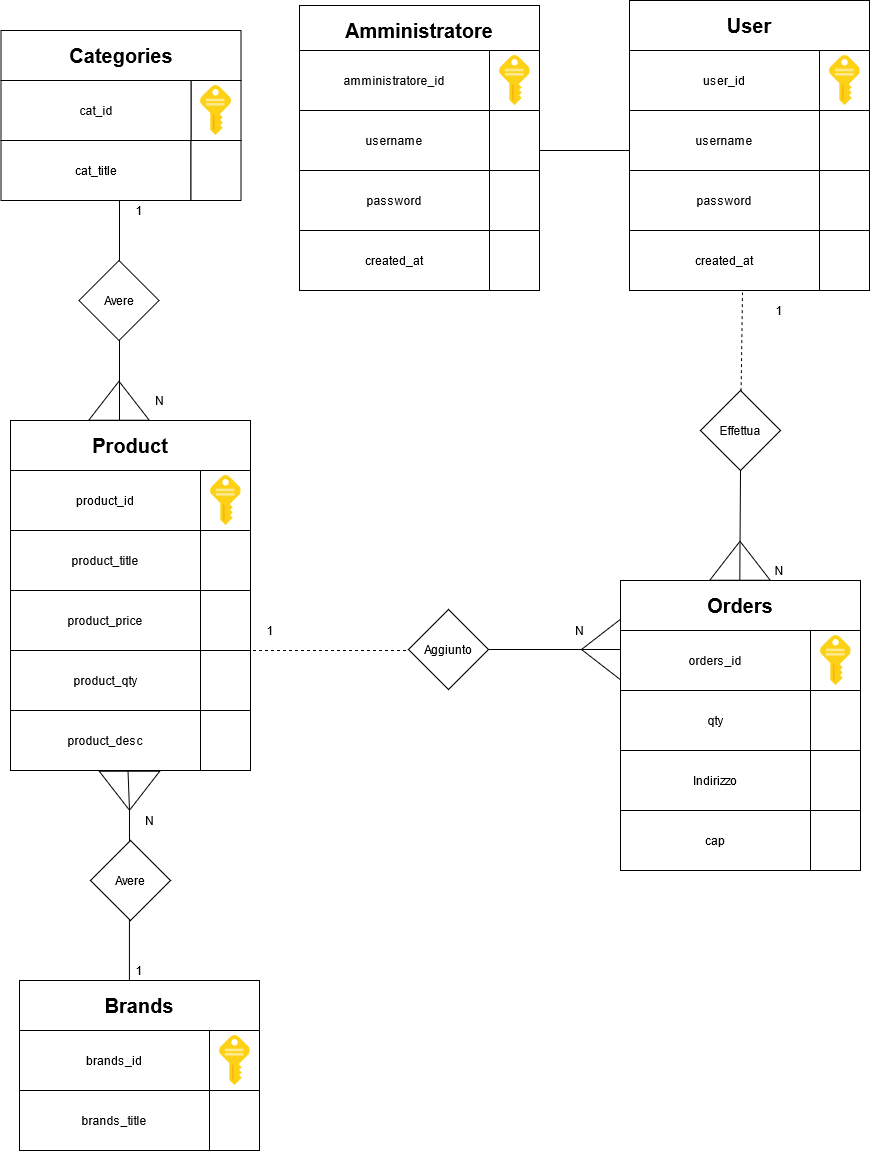 Categories
cat_id
cat_title
1
Avere
N
Amministratore
amministratore_id
username
password
created_at
User
user_id
username
password
created_at
1
Effettua
N
Product
product_id
product_title
product_price
product_qty
product_desc
1
Aggiunto
N
Orders
orders_id
qty
Indirizzo
cap
N
Avere
1
Brands
brands_id
brands_title